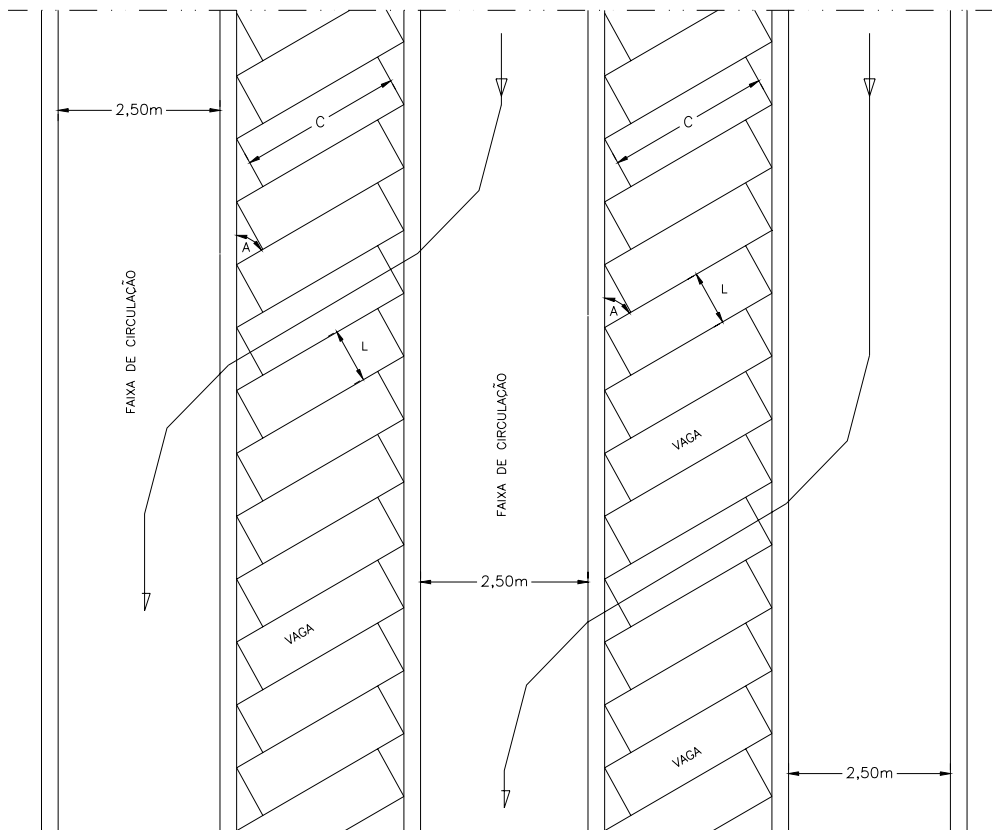 2,50m
C
C
A
FAIXA DE CIRCULAÇÃO
L
A
L
FAIXA DE CIRCULAÇÃO
VAGA
2,50m
VAGA
VAGA
2,50m